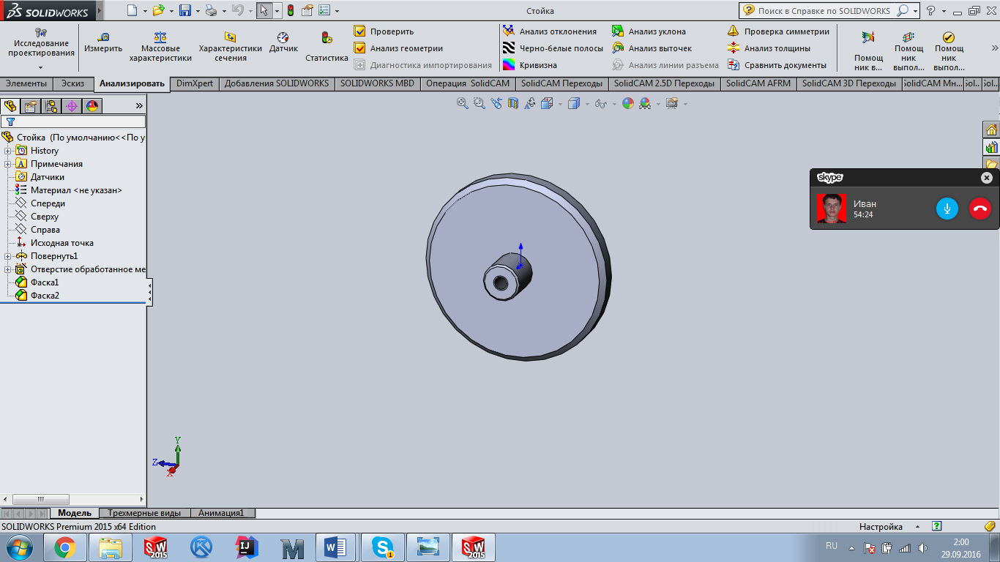 SOLIDWORKS
Стойка
Поиск в Справке по SOLIDWORKS
Исследование
проектирования
Измерить
Массовые
характеристики
Характеристики
сечения
Датчик
Статистика
Проверить
Анализ геометрии
Диагностика импортирования
Анализ отклонения
Черно-белые полосы
Кривизна
Анализ уклона
Анализ выточек
Анализ линии разъема
Проверка симметрии
Анализ толщины
Сравнить документы
Помощ
ник в...
Помощ
ник
выпол...
Помощ
ник
выпол...
Элементы
Эскиз
Анализировать
DimXpert
Добавления SOLIDWORKS
SOLIDWORKS MBD
Операция SolidCAM
SolidCAM Переходы
SolidCAM 2.5D Переходы
SolidCAM AFRM
SolidCAM 3D Переходы
SolidCAM Мн...
Sol...
Sol...
Стойка (По умолчанию<<По у
History
Примечания
Датчики
Материал <не указан>
Спереди
Сверху
Справа
Исходная точка
Повернуть1
Отверстие обработанное ме
Фаска1
Фаска2
skype
Иван
54:24
Y
Z
X
Модель
Трехмерные виды
Анимация1
SOLIDWORKS Premium 2015 x64 Edition
Настройка
SW
2015
IJ
M
W
S
1
SW
2015
RU
2:00
29.09.2016